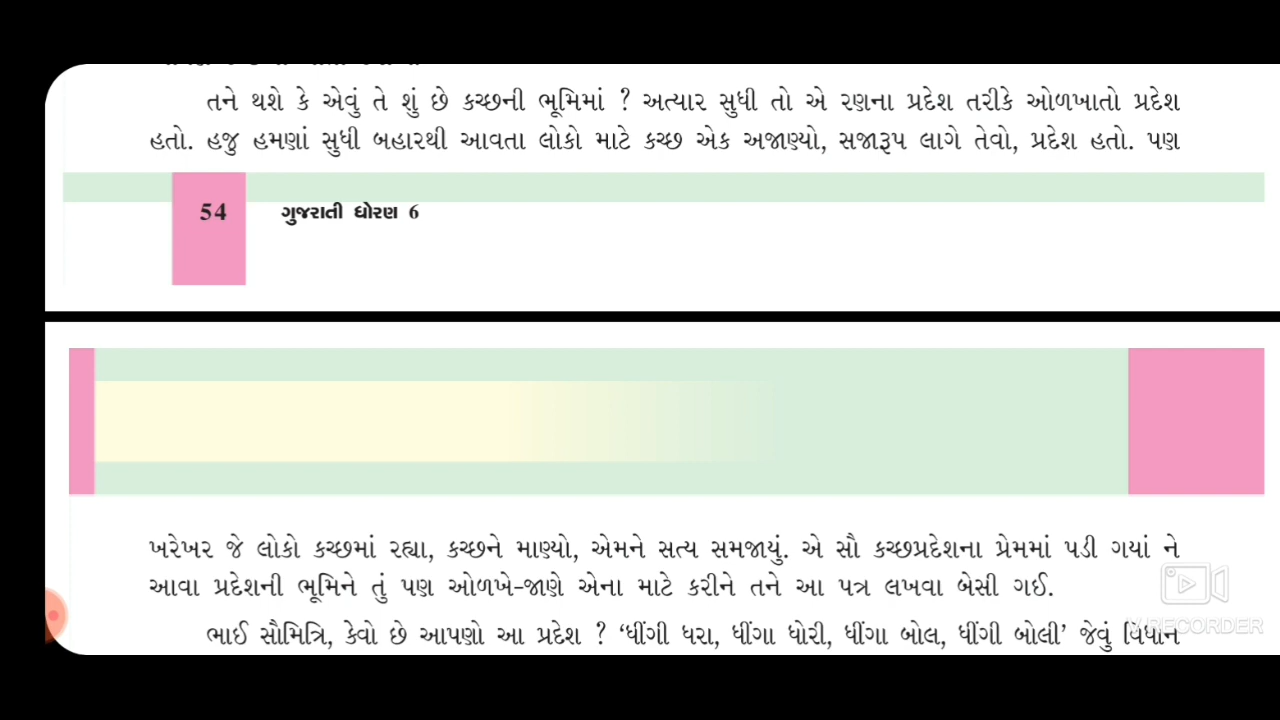 તને થશે કે એવું તે શું છે કચ્છની ભૂમિમાં ? અત્યાર સુધી તો એ રણના પ્રદેશ તરીકે ઓળખાતો પ્રદેશ
હતો. હજુ હમણાં સુધી બહારથી આવતા લોકો માટે કચ્છ એક અજાણ્યો, સજારૂપ લાગે તેવો, પ્રદેશ હતો. પણ
54 ગુજરાતી ધોરણ 6
ખરેખર જે લોકો કચ્છમાં રહ્યા, કચ્છને માણ્યો, એમને સત્ય સમજાયું. એ સૌ કચ્છપ્રદેશના પ્રેમમાં પડી ગયાં ને
આવા પ્રદેશની ભૂમિને તું પણ ઓળખે-જાણે એના માટે કરીને તને આ પત્ર લખવા બેસી ગઈ.
V RECORDER
ભાઈ સૌમિત્રિ, કેવો છે આપણો આ પ્રદેશ ? ‘ધીંગી ધરા, ધીંગા ધોરી, ધીંગા બોલ, ધીંગી બોલી’ જેવું વિધાન